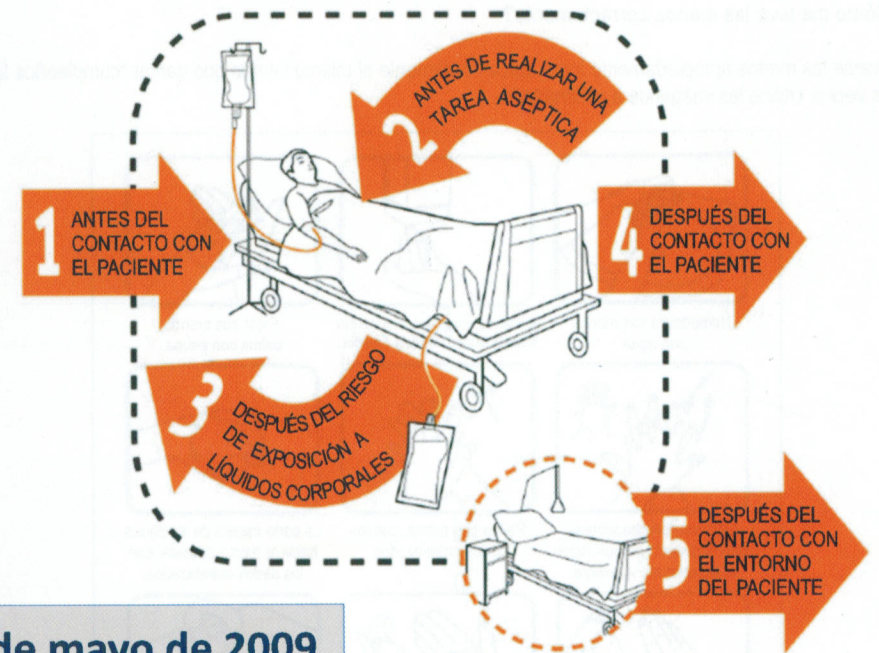 1
ANTES DEL
CONTACTO CON
EL PACIENTE
2
ANTES DE REALIZAR UNA
TAREA ASÉPTICA
3
DESPUÉS DEL RIESGO
DE EXPOSICIÓN A
LÍQUIDOS CORPORALES
4
DESPUÉS DEL
CONTACTO CON
EL PACIENTE
5
DESPUÉS DEL
CONTACTO CON
EL ENTORNO
DEL PACIENTE
de mayo de 2009